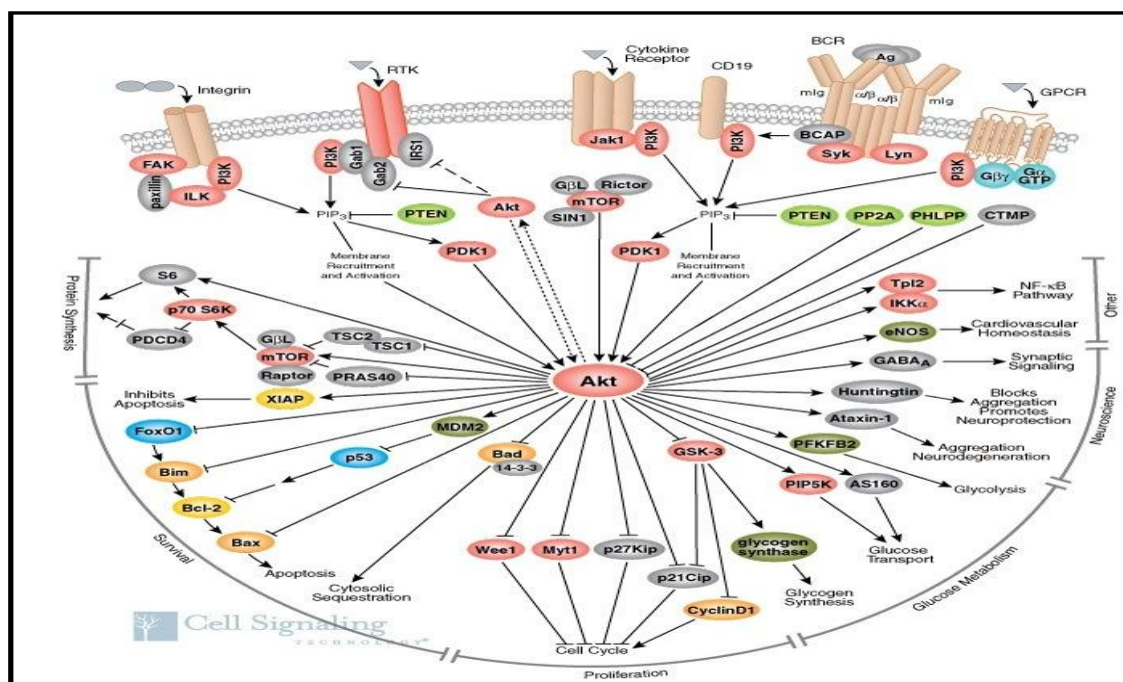 Integrin
RTK
Cytokine
Receptor
CD19
BCR
Ag
mIg
α/β
α/β
mIg
GPCR
FAK
PI3K
paxillin
ILK
PI3K
Gab1
Gab2
IRS1
Jak1
PI3K
PI3K
BCAP
Syk
Lyn
PI3K
Gβγ
Gα
GTP
PIP3
PTEN
Akt
GβL
Rictor
mTOR
SIN1
PIP3
PTEN
PP2A
PHLPP
CTMP
PDK1
PDK1
Membrane
Recruitment
and Activation
Membrane
Recruitment
and Activation
Protein Synthesis
S6
p70 S6K
PDCD4
GβL
mTOR
Raptor
TSC2
TSC1
PRAS40
Akt
Tpl2
IKKα
NF-κB
Pathway
eNOS
Cardiovascular
Homeostasis
Other
GABAA
Synaptic
Signaling
Huntingtin
Blocks
Aggregation
Promotes
Neuroprotection
Ataxin-1
Aggregation
Neurodegeneration
Neuroscience
Inhibits
Apoptosis
XIAP
FoxO1
MDM2
p53
Bim
Bcl-2
Bax
Apoptosis
Bad
14-3-3
Cytosolic
Sequestration
Survival
GSK-3
PFKFB2
Glycolysis
PIP5K
AS160
Glucose
Transport
glycogen
synthase
Glycogen
Synthesis
Glucose Metabolism
Wee1
Myt1
p27Kip
p21Cip
CyclinD1
Cell Cycle
Proliferation
Cell Signaling
TECHNOLOGY®